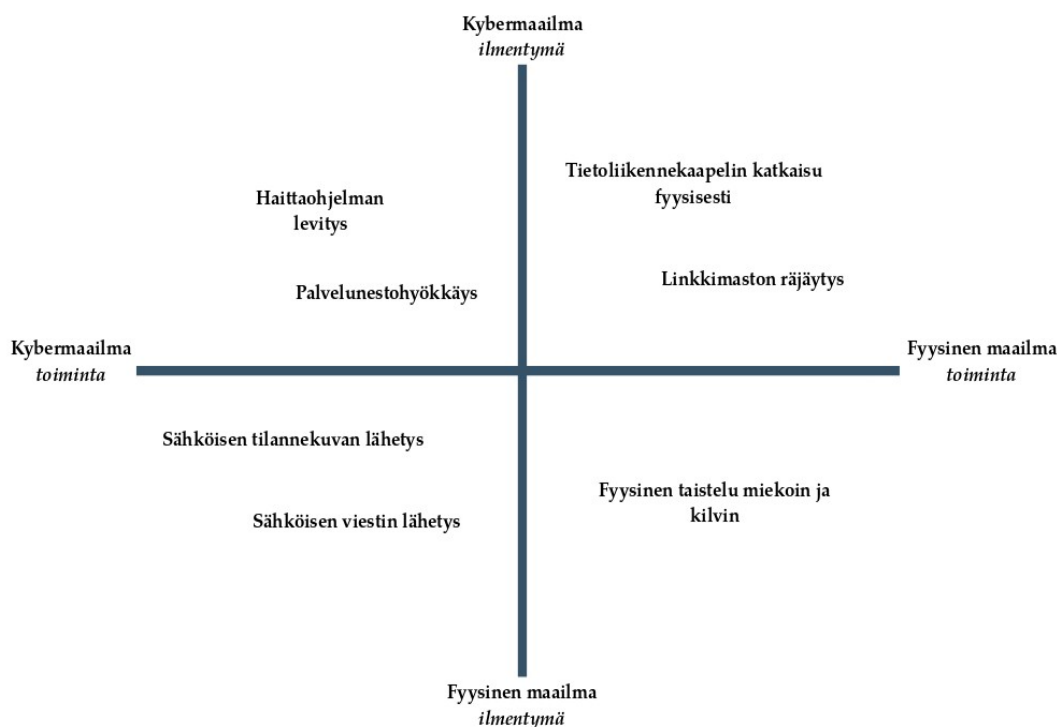 Kybermaailma
ilmentymä
Tietoliikennekaapelin katkaisu
fyysisesti
Haittaohjelman
levitys
Linkkimaston räjäytys
Palvelunestohyökkäys
Kybermaailma
toiminta
Fyysinen maailma
toiminta
Sähköisen tilannekuvan lähetys
Fyysinen taistelu miekoin ja
kilvin
Sähköisen viestin lähetys
Fyysinen maailma
ilmentymä